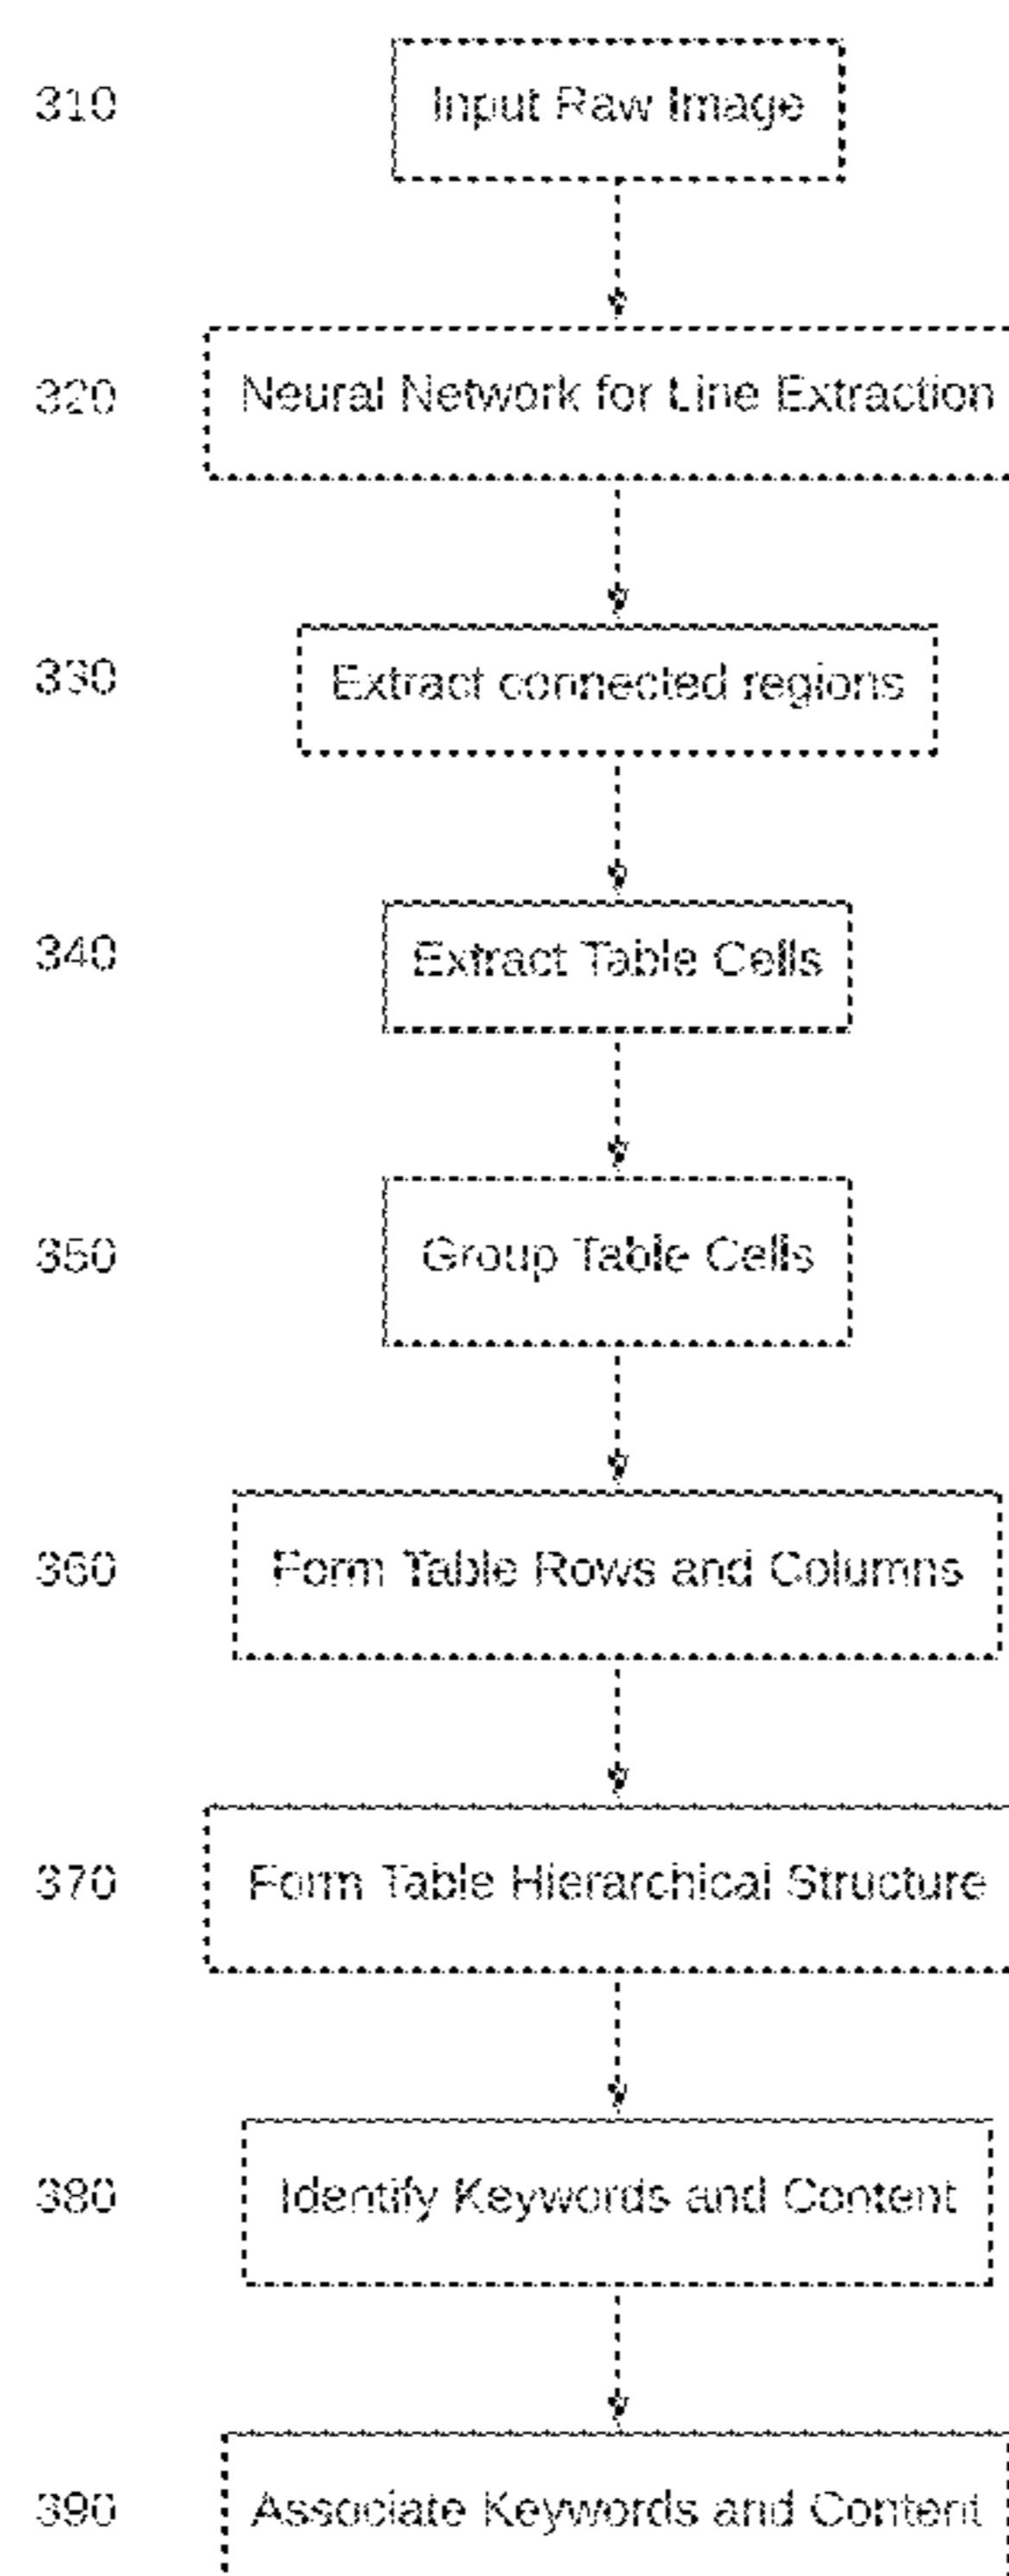 310 Input Raw Image
320 Neural Network for Line Extraction
330 Extract connected regions
340 Extract Table Cells
350 Group Table Cells
360 Form Table Rows and Columns
370 Form Table Hierarchical Structure
380 Identify Keywords and Content
390 Associate Keywords and Content